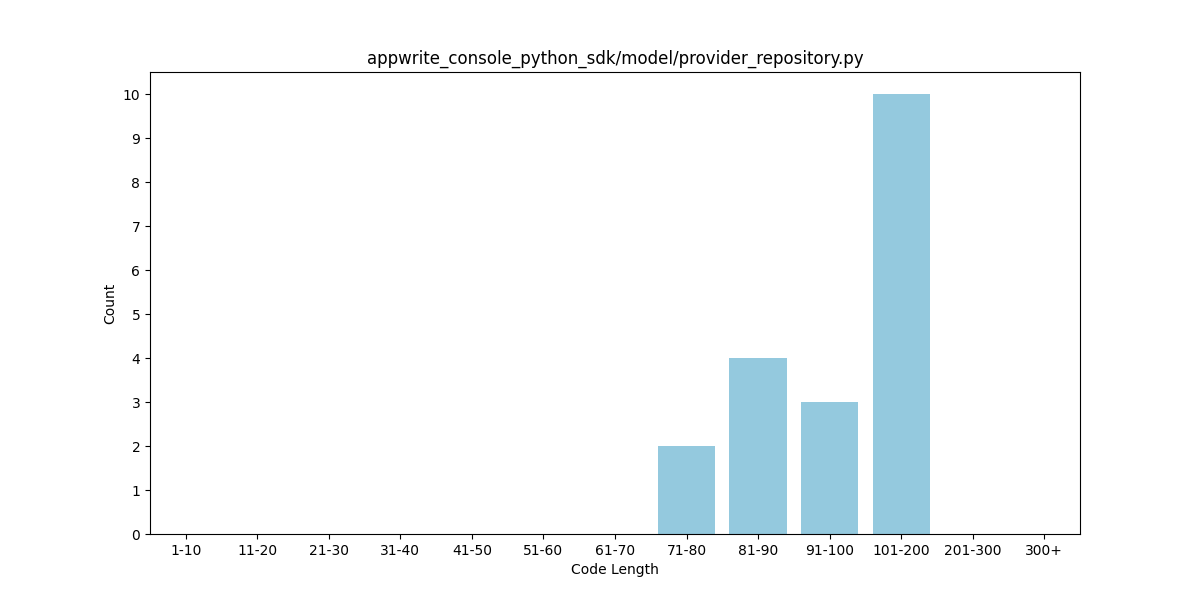 appwrite_console_python_sdk/model/provider_repository.py
10
9
8
7
6
5
4
3
2
1
0
Count
1-10 11-20 21-30 31-40 41-50 51-60 61-70 71-80 81-90 91-100 101-200 201-300 300+
Code Length